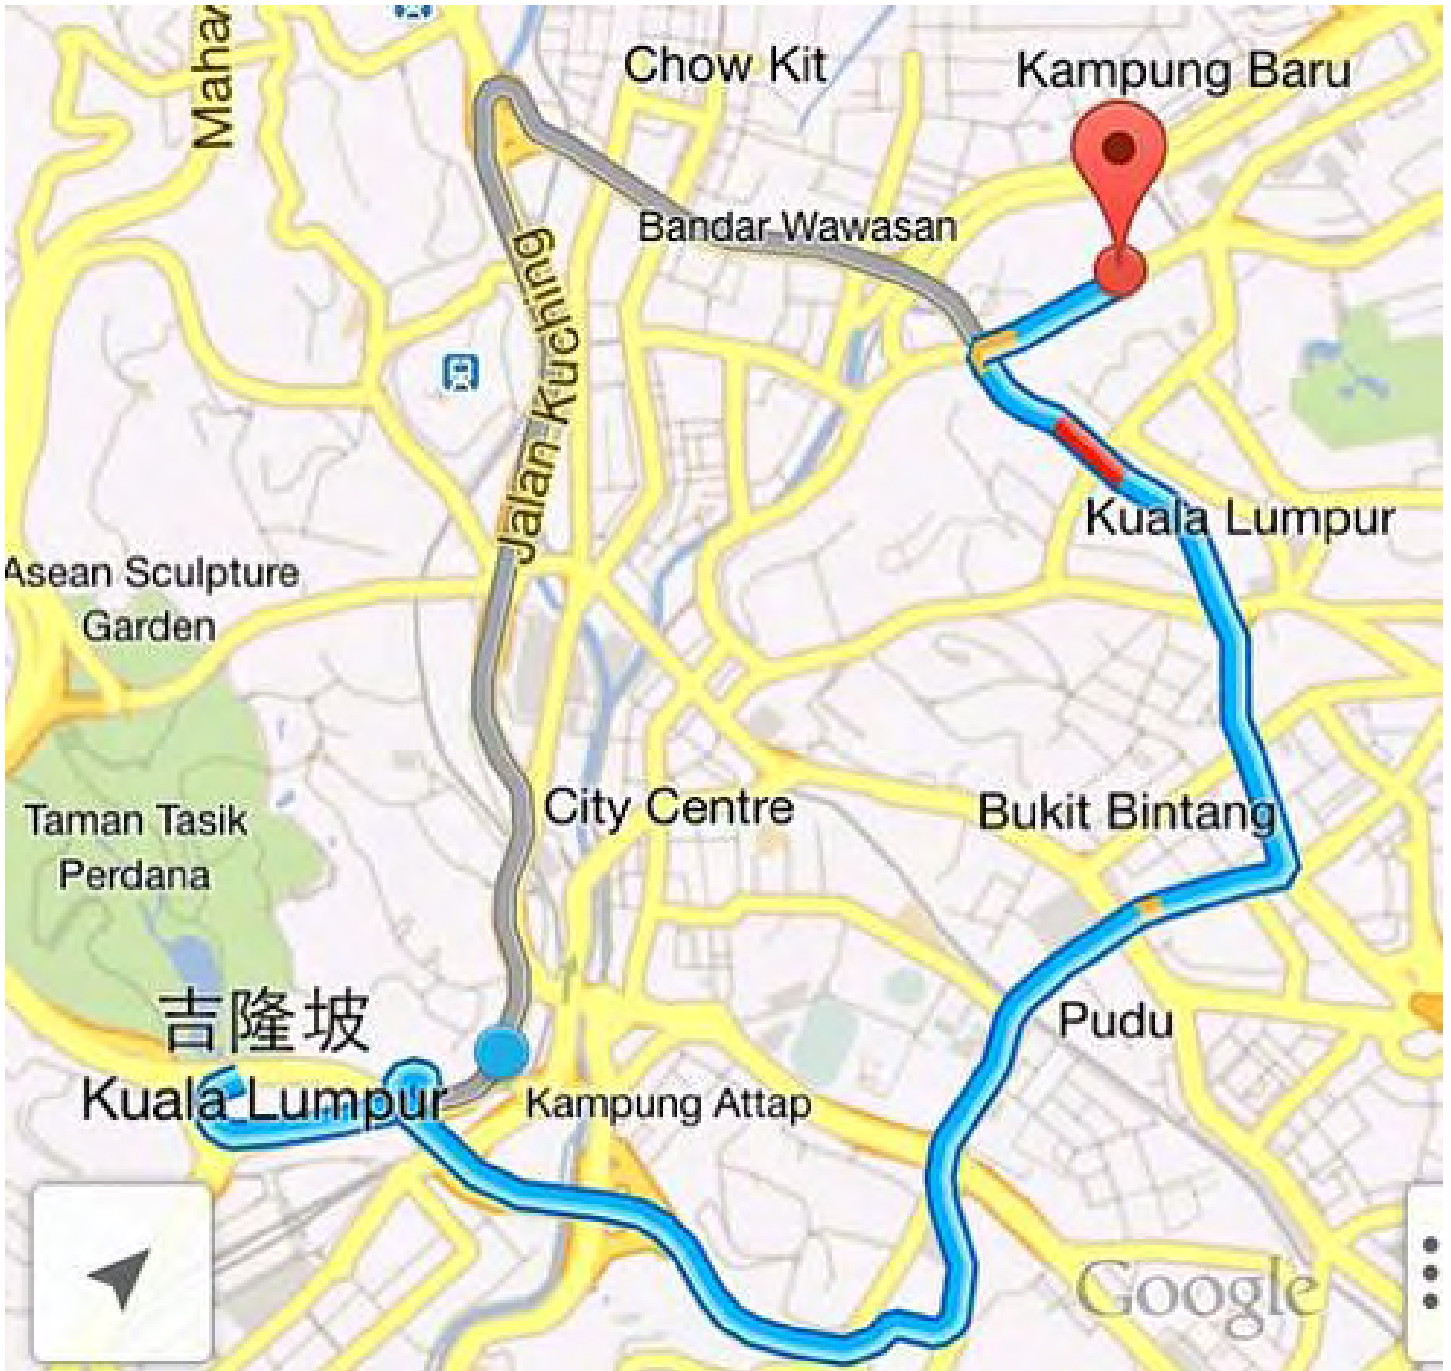 Maha
Chow Kit
Kampung Baru
Bandar Wawasan
Jalan Kuching
Kuala Lumpur
Asean Sculpture
Garden
City Centre
Bukit Bintang
Taman Tasik
Perdana
吉隆坡
Kuala Lumpur
Pudu
Kampung Attap
Google